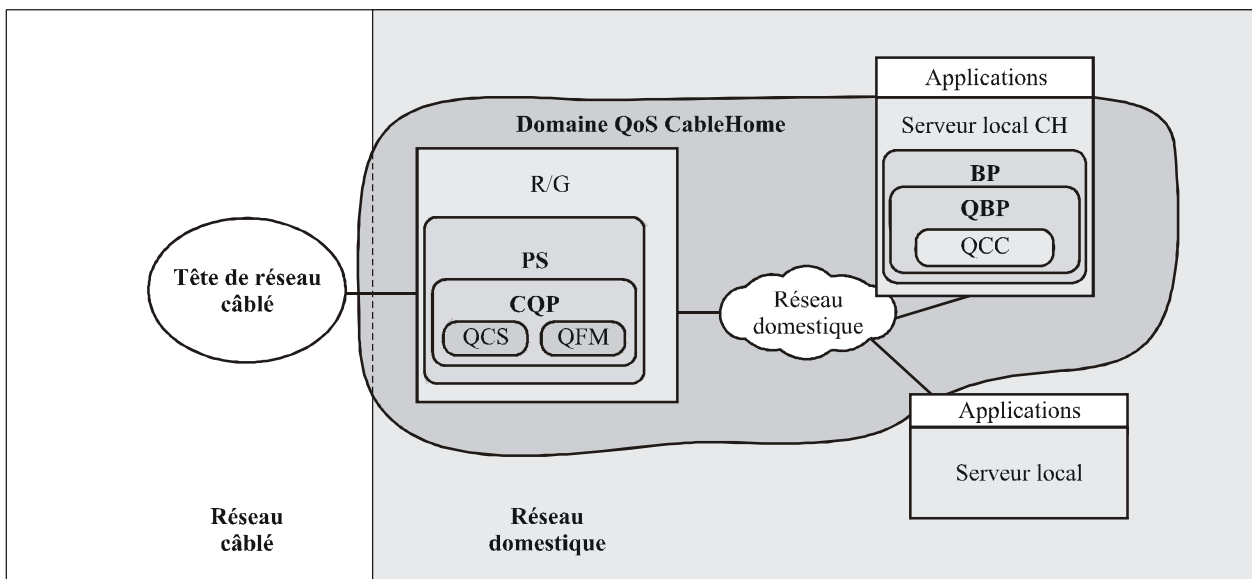 Applications
Domaine QoS CableHome
Serveur local CH
R/G
BP
QBP
QCC
PS
Tête de réseau
câblé
CQP
QCS
QFM
Réseau
domestique
Applications
Serveur local
Réseau
câblé
Réseau
domestique